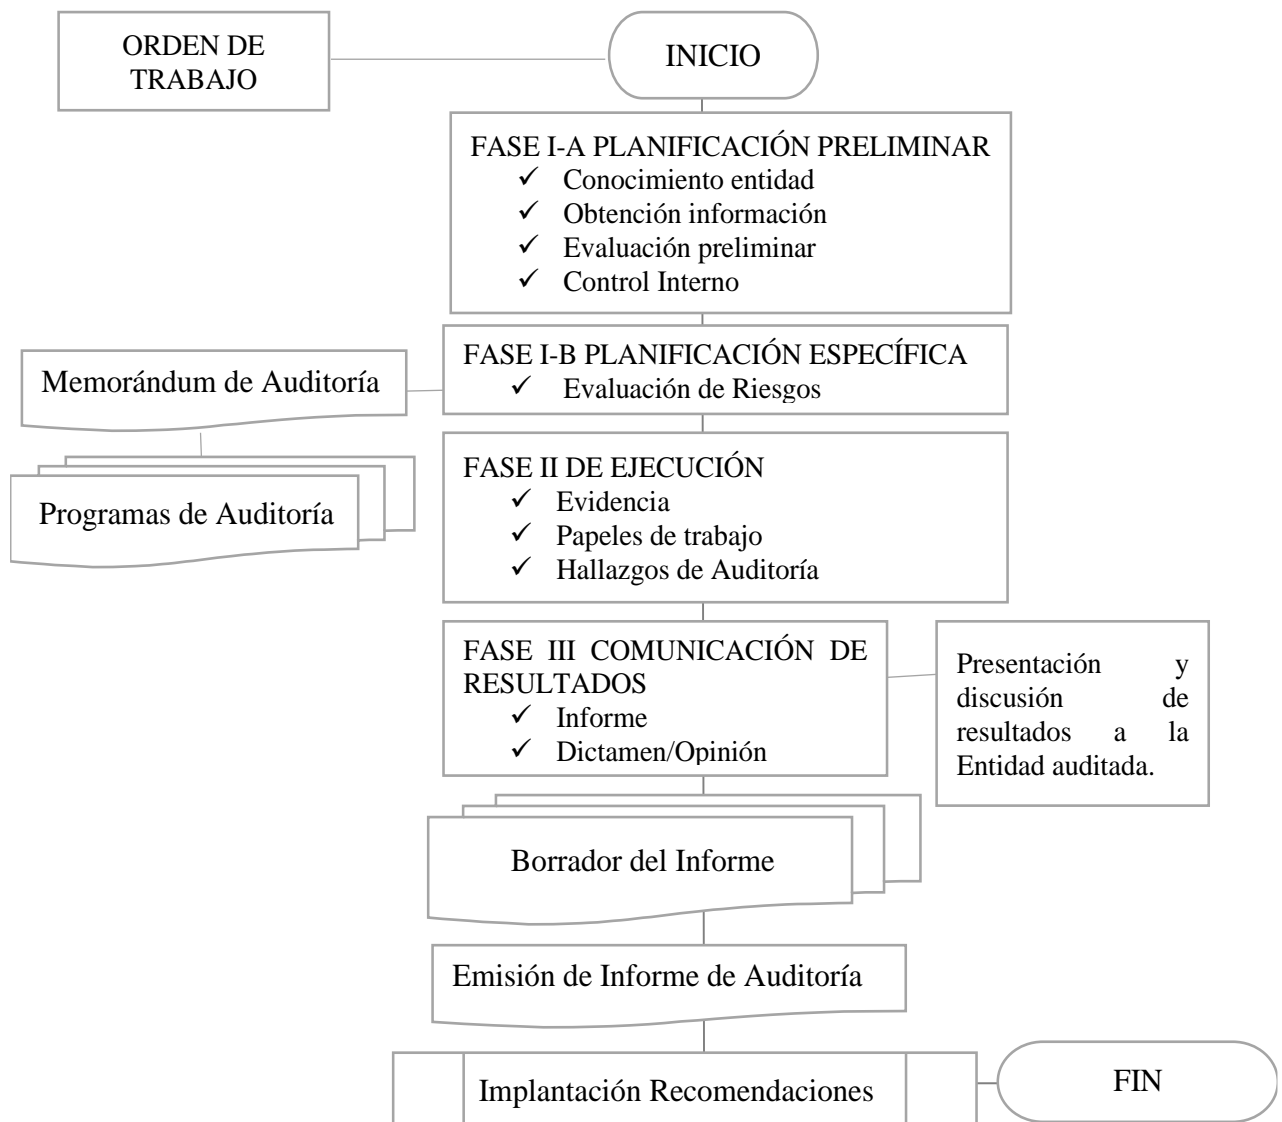 ORDEN DE
TRABAJO
INICIO
FASE I-A PLANIFICACIÓN PRELIMINAR
✓ Conocimiento entidad
✓ Obtención información
✓ Evaluación preliminar
✓ Control Interno
FASE I-B PLANIFICACIÓN ESPECÍFICA
✓ Evaluación de Riesgos
Memorándum de Auditoría
Programas de Auditoría
FASE II DE EJECUCIÓN
✓ Evidencia
✓ Papeles de trabajo
✓ Hallazgos de Auditoría
FASE III COMUNICACIÓN DE
RESULTADOS
✓ Informe
✓ Dictamen/Opinión
Presentación y
discusión de
resultados a la
Entidad auditada.
Borrador del Informe
Emisión de Informe de Auditoría
Implantación Recomendaciones
FIN